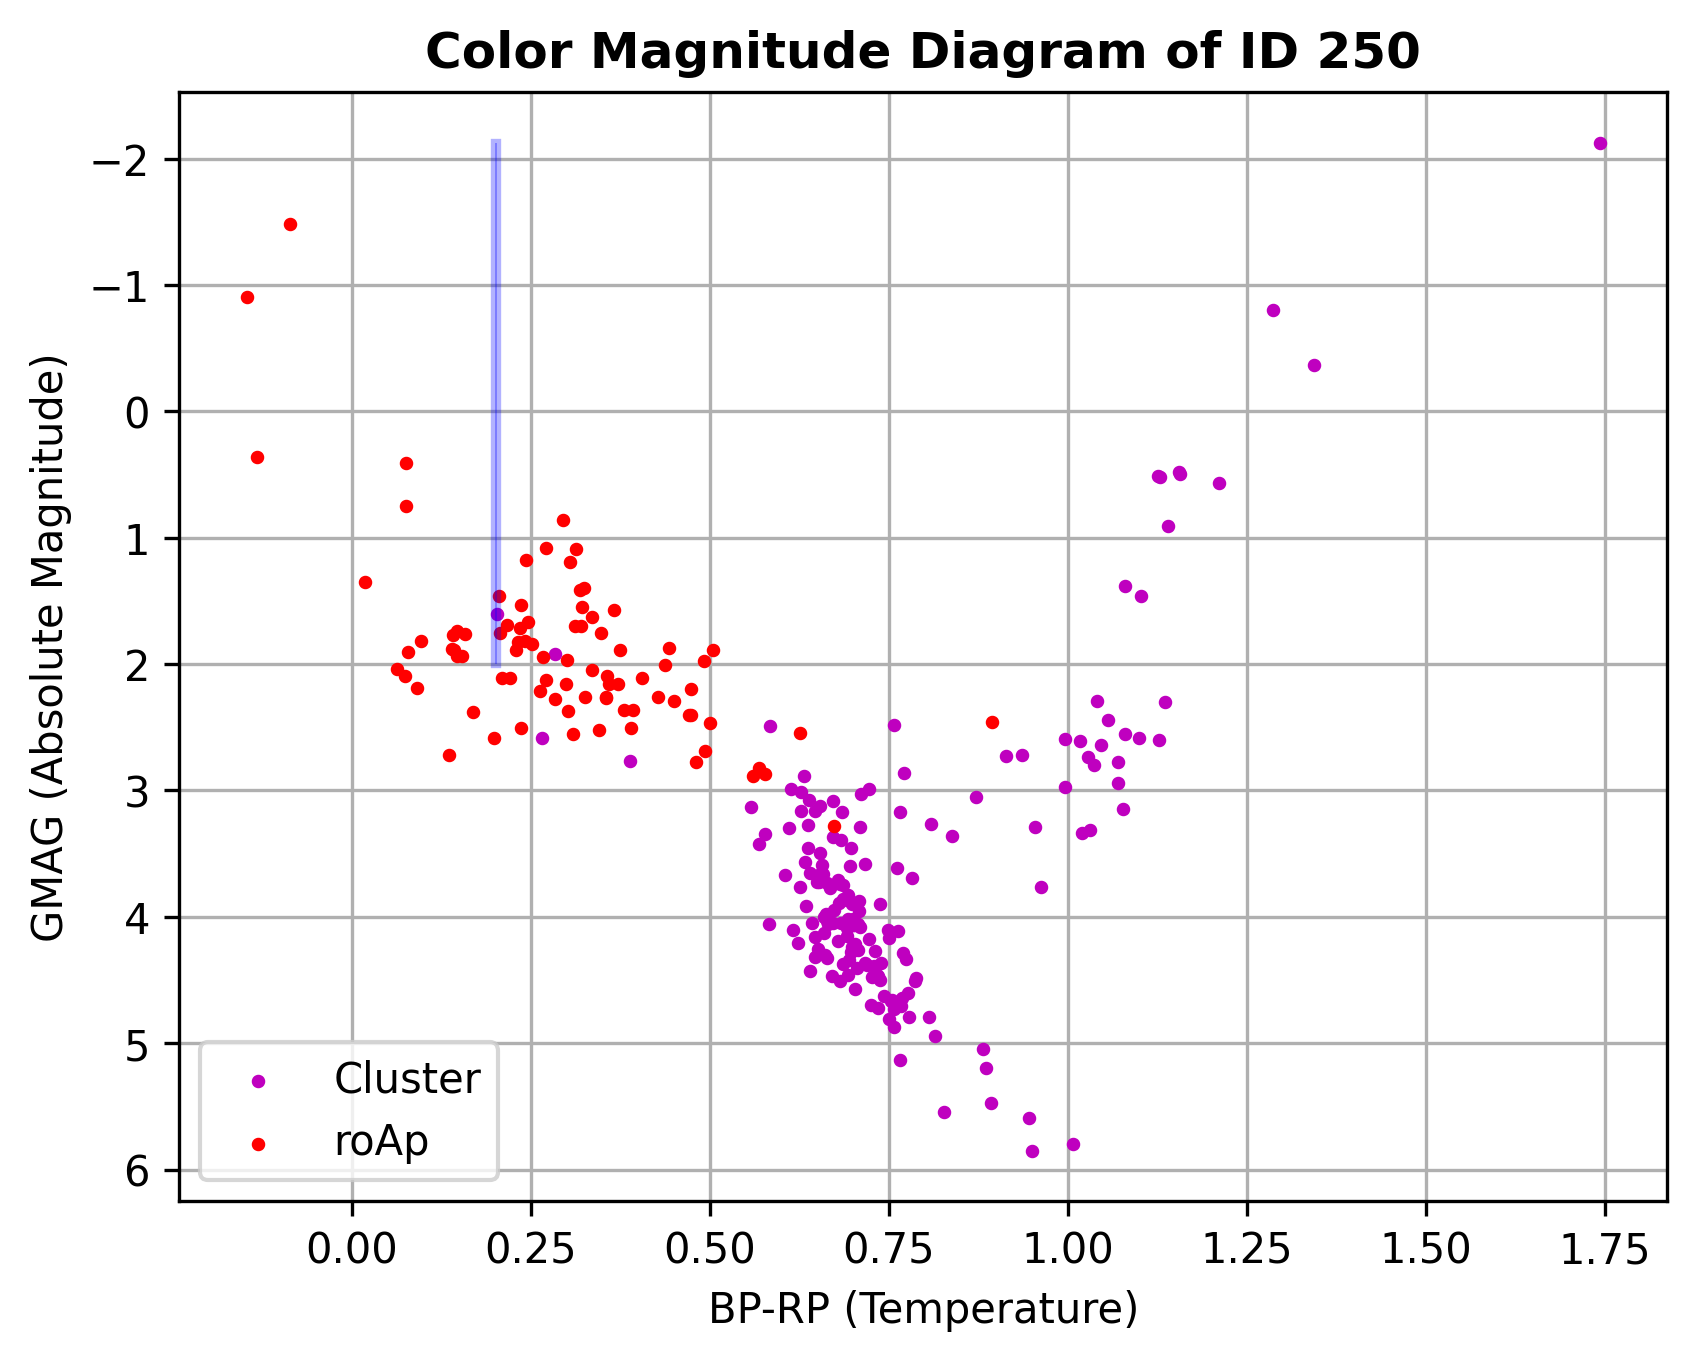 Color Magnitude Diagram of ID 250
GMAG (Absolute Magnitude)
−2
−1
0
1
2
3
4
5
6
Cluster
roAp
0.00 0.25 0.50 0.75 1.00 1.25 1.50 1.75
BP-RP (Temperature)